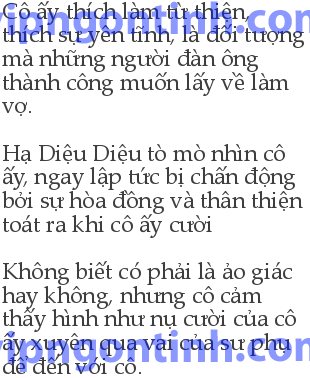 Cô ấy thích làm từ thiện,
thích sự yên tĩnh, là đối tượng
mà những người đàn ông
thành công muốn lấy về làm
vợ.
Hạ Diệu Diệu tò mò nhìn cô
ấy, ngay lập tức bị chấn động
bởi sự hòa đồng và thân thiện
toát ra khi cô ấy cười
Không biết có phải là ảo giác
hay không, nhưng cô cảm
thấy hình như nụ cười của cô
ấy xuyên qua vai của sư phụ
để đến với cô.